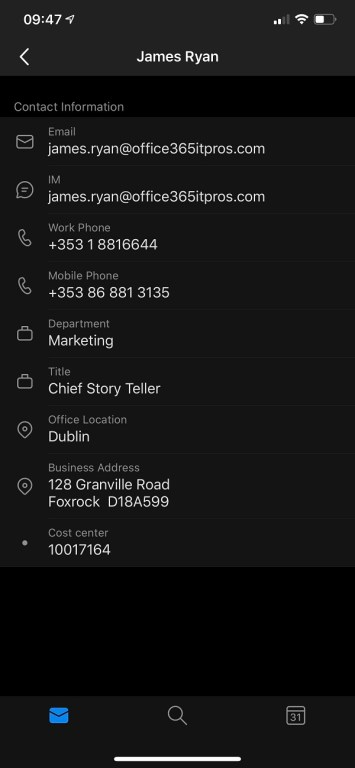 09:47
James Ryan
Contact Information
Email
james.ryan@office365itpros.com
IM
james.ryan@office365itpros.com
Work Phone
+353 1 8816644
Mobile Phone
+353 86 881 3135
Department
Marketing
Title
Chief Story Teller
Office Location
Dublin
Business Address
128 Granville Road
Foxrock  D18A599
Cost center
10017164
31